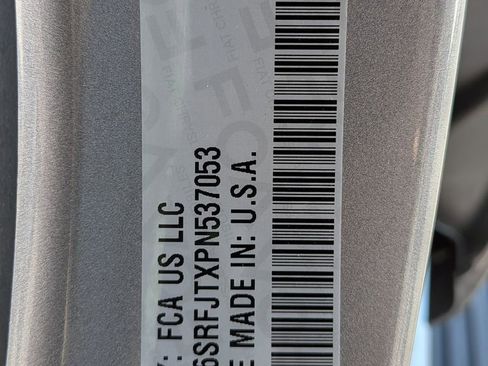 Y: FCA US LLC
6SRFJTXPN537053
E MADE IN: U.S.A.